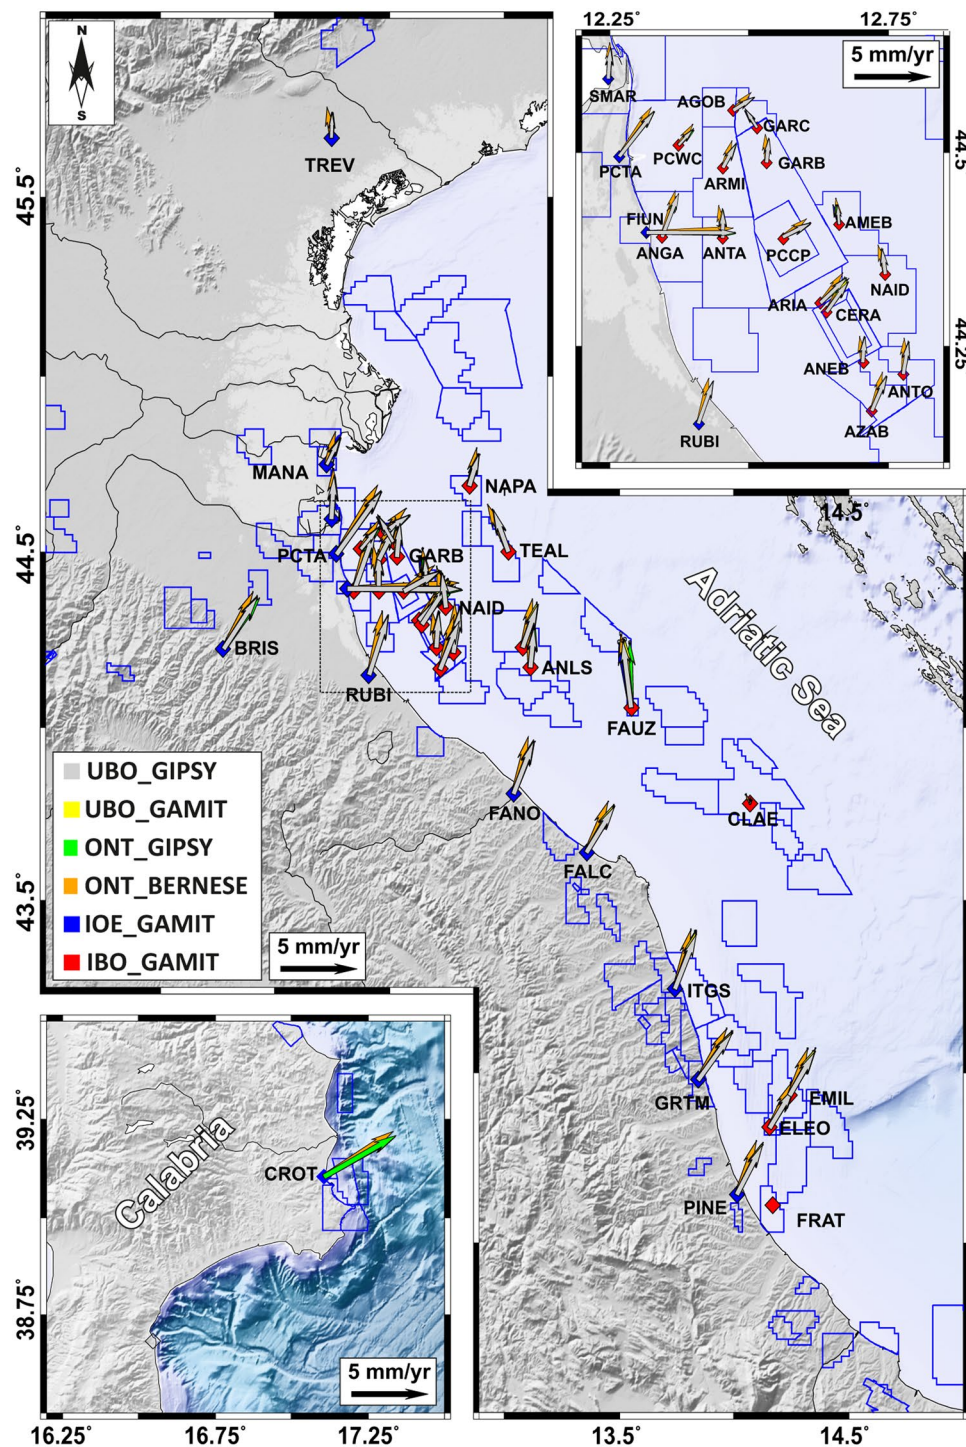 N
S
12.25°
12.75°
5 mm/yr
SMAR
AGOB
GARC
PCWC
GARB
PCTA
ARMI
44.5°
FIUN
AMEB
ANGA
ANTA
PCCP
NAID
ARIA
CERA
44.25°
ANEB
ANTO
AZAB
RUBI
TREV
45.5°
MANA
NAPA
14.5°
44.5°
PCTA
GARB
TEAL
NAID
BRIS
ANLS
RUBI
FAUZ
Adriatic Sea
FANO
CLAE
FALC
43.5°
UBO_GIPSY
UBO_GAMIT
ONT_GIPSY
ONT_BERNESE
IOE_GAMIT
IBO_GAMIT
5 mm/yr
ITGS
GRTM
EMIL
ELEO
PINE
FRAT
39.25°
Calabria
CROT
38.75°
5 mm/yr
16.25°
16.75°
17.25°
13.5°
14.5°